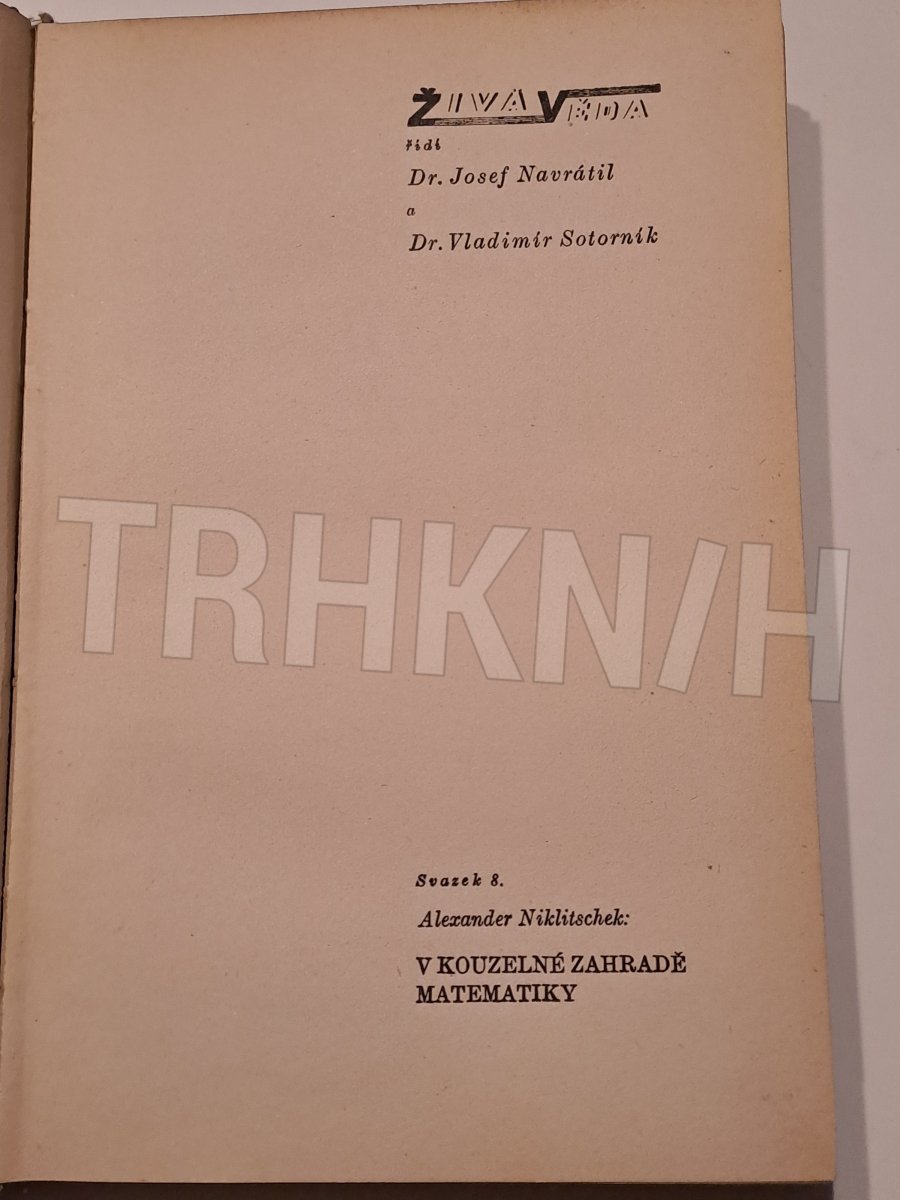 ŽIVÁ VĚDA
řídí
Dr. Josef Navrátil
a
Dr. Vladimír Sotorník
TRHKNIH
Svazek 8.
Alexander Niklitschek:
V KOUZELNÉ ZAHRADĚ
MATEMATIKY